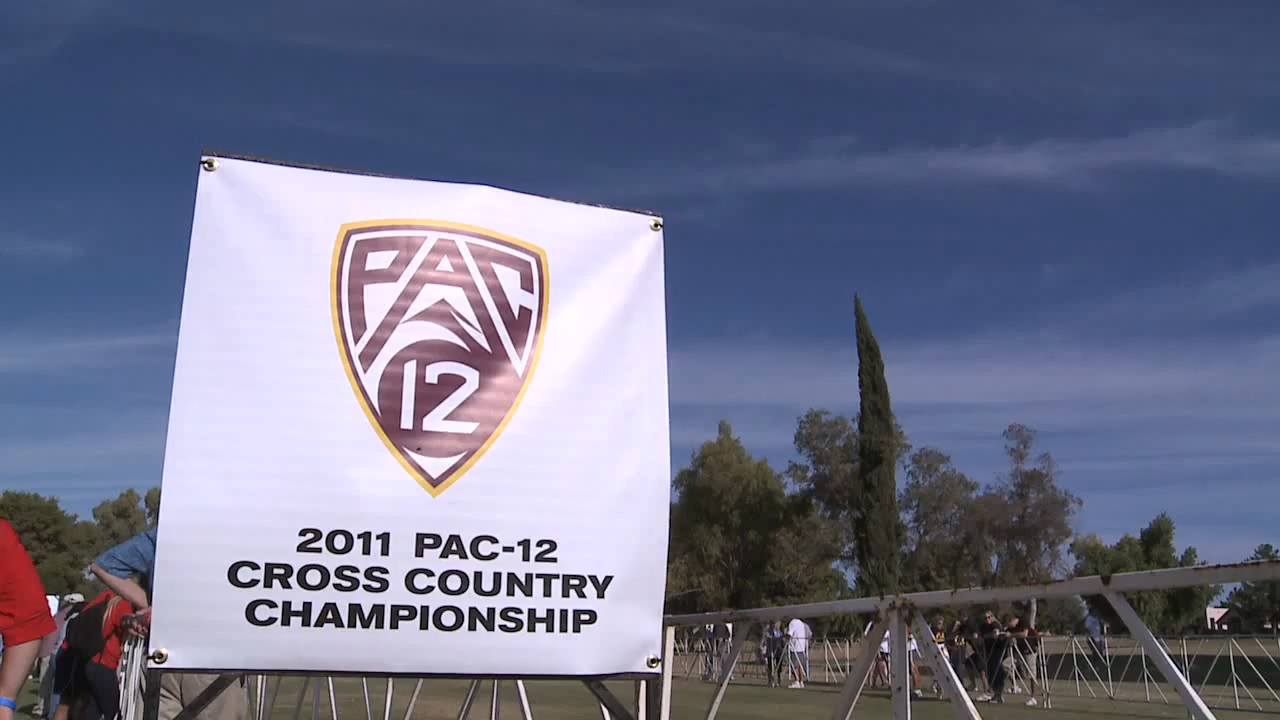 PAC
12
2011 PAC-12
CROSS COUNTRY
CHAMPIONSHIP